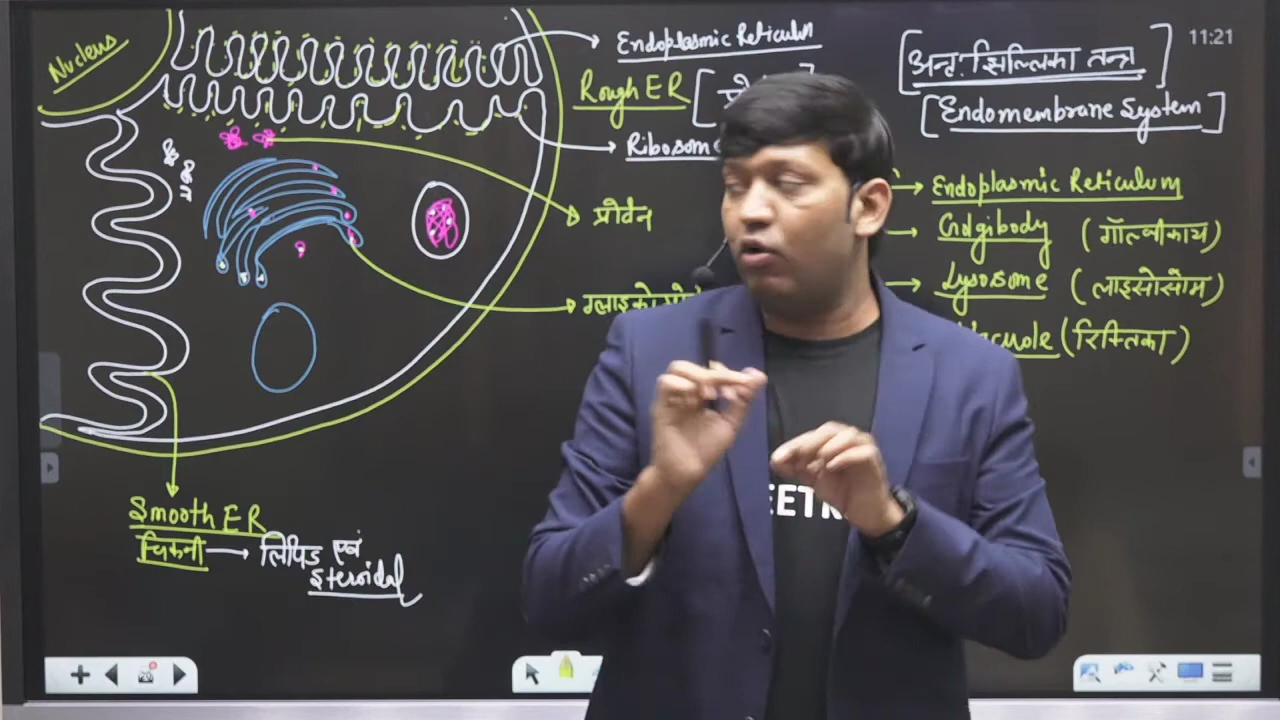 Nucleus
Endoplasmic Reticulum
Rough ER
Ribosome
प्रोटीन
Smooth ER
चिकनी → लिपिड एवं
Steroidal
[अन्तः झिल्लिका तन्त्र]
[Endomembrane System]
11:21
→ Endoplasmic Reticulum
→ Golgibody (गॉल्जीकाय)
→ Lysosome (लाइसोसोम)
(रिक्तिका)